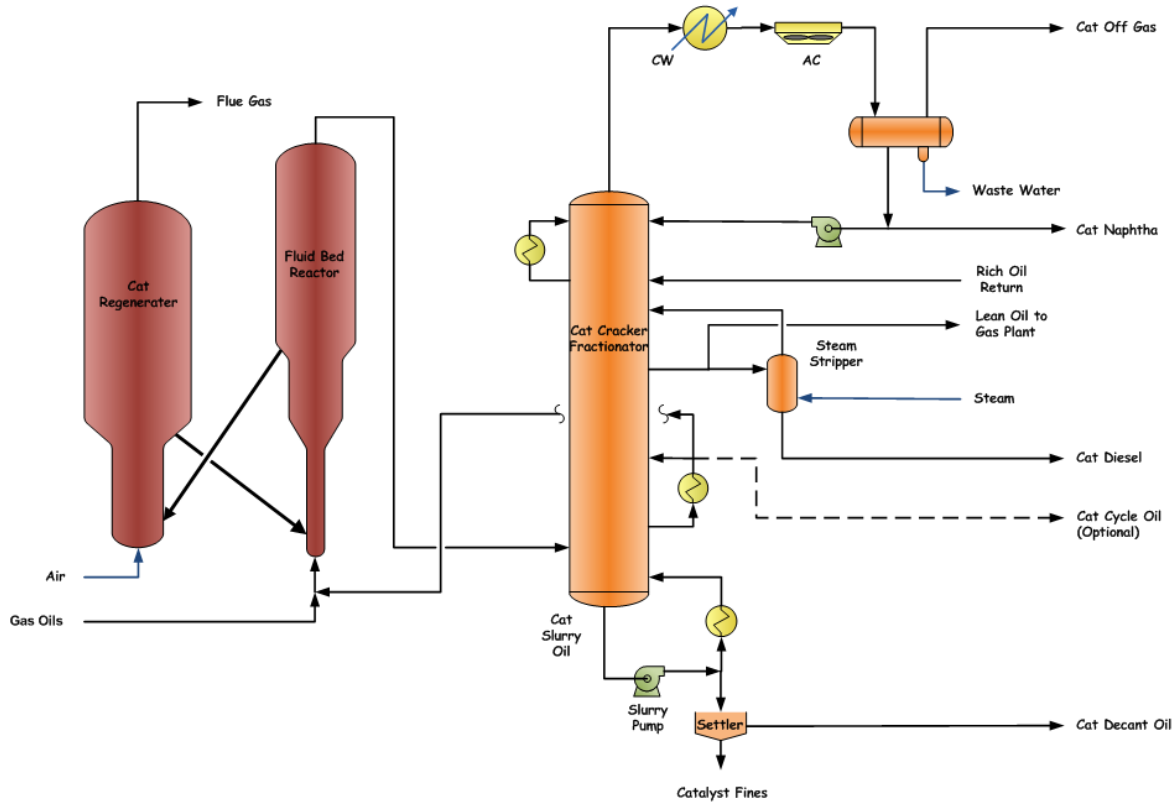 Cat Off Gas
CW
AC
Flue Gas
Waste Water
Cat Naphtha
Fluid Bed
Reactor
Cat
Regenerater
Rich Oil
Return
Cat Cracker
Fractionator
Lean Oil to
Gas Plant
Steam
Stripper
Steam
Cat Diesel
Cat Cycle Oil
(Optional)
Air
Gas Oils
Cat
Slurry
Oil
Slurry
Pump
Settler
Cat Decant Oil
Catalyst Fines